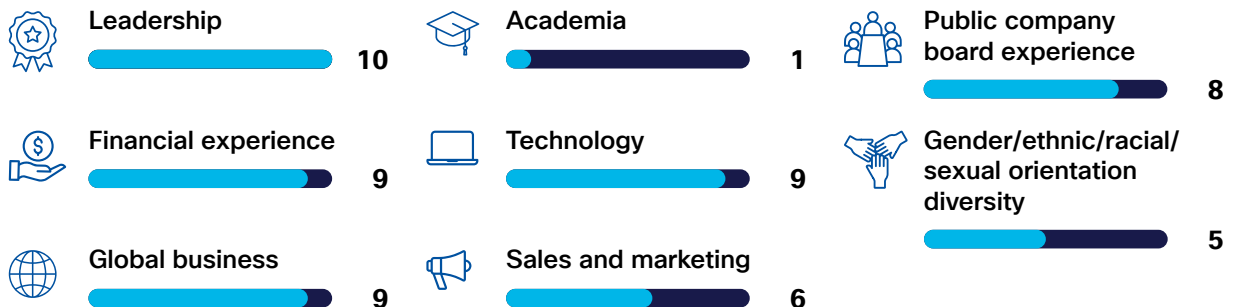 Leadership
10
Financial experience
9
Global business
9
Academia
1
Technology
9
Sales and marketing
6
Public company
board experience
8
Gender/ethnic/racial/
sexual orientation
diversity
5